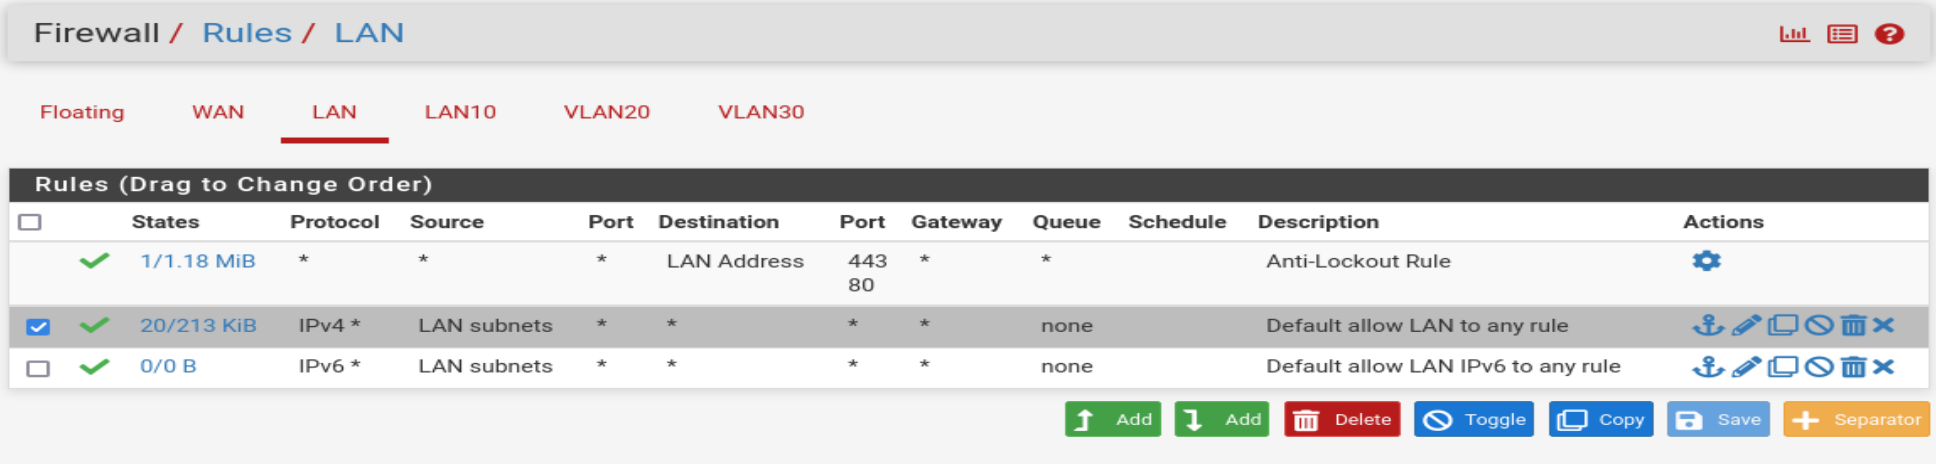 Firewall / Rules / LAN
Floating WAN LAN LAN10 VLAN20 VLAN30
Rules (Drag to Change Order)
States Protocol Source Port Destination Port Gateway Queue Schedule Description Actions
1/1.18 MiB * * * LAN Address 443 * * Anti-Lockout Rule
80
20/213 KiB IPv4 * LAN subnets * * * * none Default allow LAN to any rule
0/0 B IPv6 * LAN subnets * * * * none Default allow LAN IPv6 to any rule
Add Add Delete Toggle Copy Save Separator